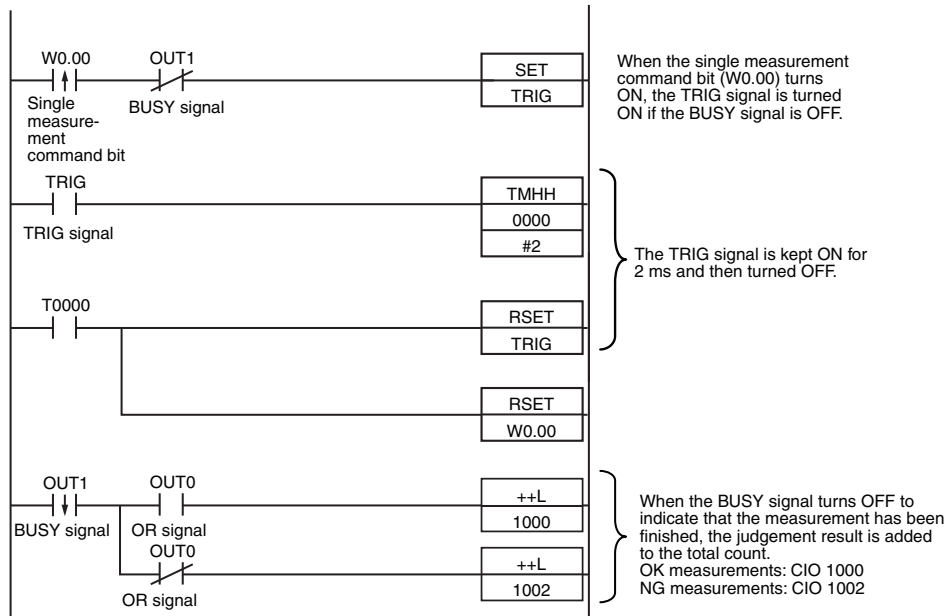 W0.00
OUT1
SET
TRIG
Single
measure-
ment
command bit
BUSY signal
When the single measurement
command bit (W0.00) turns
ON, the TRIG signal is turned
ON if the BUSY signal is OFF.
TRIG
TRIG signal
TMHH
0000
#2
The TRIG signal is kept ON for
2 ms and then turned OFF.
T0000
RSET
TRIG
RSET
W0.00
OUT1
BUSY signal
OUT0
OR signal
++L
1000
OUT0
OR signal
++L
1002
When the BUSY signal turns OFF to
indicate that the measurement has been
finished, the judgement result is added
to the total count.
OK measurements: CIO 1000
NG measurements: CIO 1002